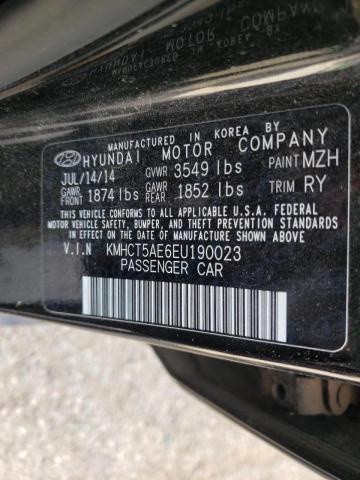 MANUFACTURED IN KOREA BY
HYUNDAI MOTOR COMPANY
JUL/14/14 GVWR 3549 lbs PAINT MZH
GAWR FRONT 1874 lbs GAWR REAR 1852 lbs TRIM RY
THIS VEHICLE CONFORMS TO ALL APPLICABLE U.S.A. FEDERAL
MOTOR VEHICLE SAFETY, BUMPER, AND THEFT PREVENTION STANDARDS
IN EFFECT ON THE DATE OF MANUFACTURE SHOWN ABOVE.
V.I.N KMHCT5AE6EU190023
PASSENGER CAR